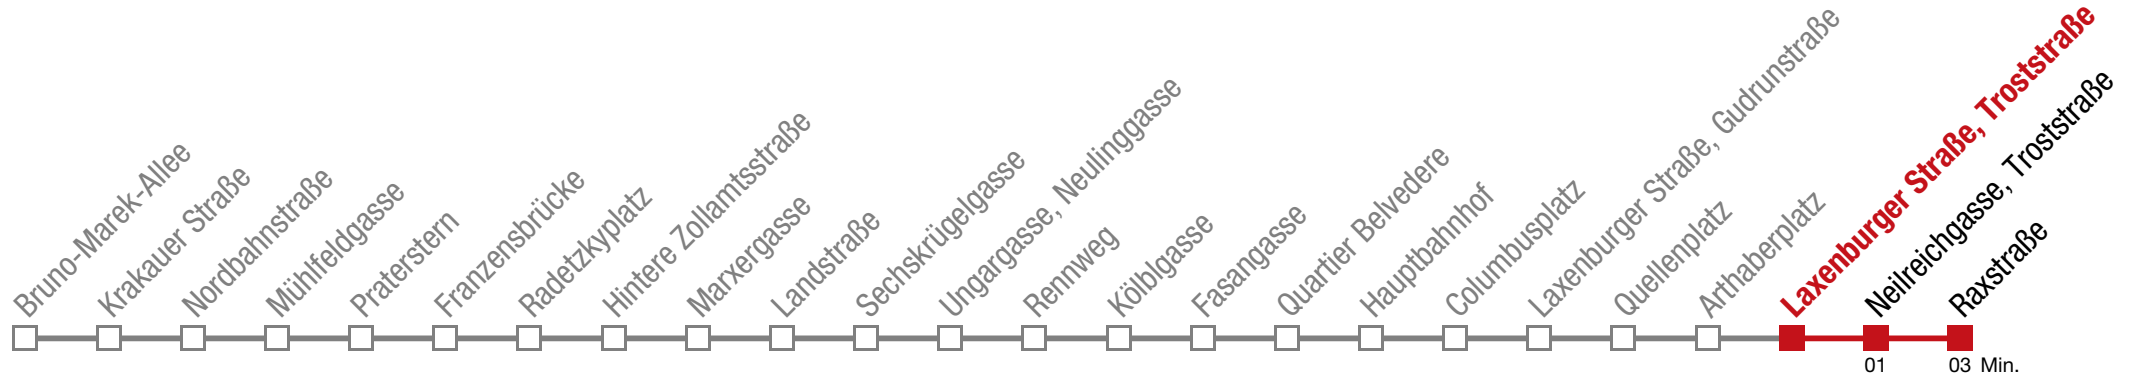 Bruno-Marek-Allee
Krakauer Straße
Nordbahnstraße
Mühlfeldgasse
Praterstern
Franzensbrücke
Radetzkyplatz
Hintere Zollamtsstraße
Marxergasse
Landstraße
Sechskrügelgasse
Ungargasse, Neulinggasse
Rennweg
Kölblgasse
Fasangasse
Quartier Belvedere
Hauptbahnhof
Columbusplatz
Laxenburger Straße, Gudrunstraße
Quellenplatz
Arthaberplatz
Laxenburger Straße, Troststraße
Neilreichgasse, Troststraße
Raxstraße
01 03 Min.